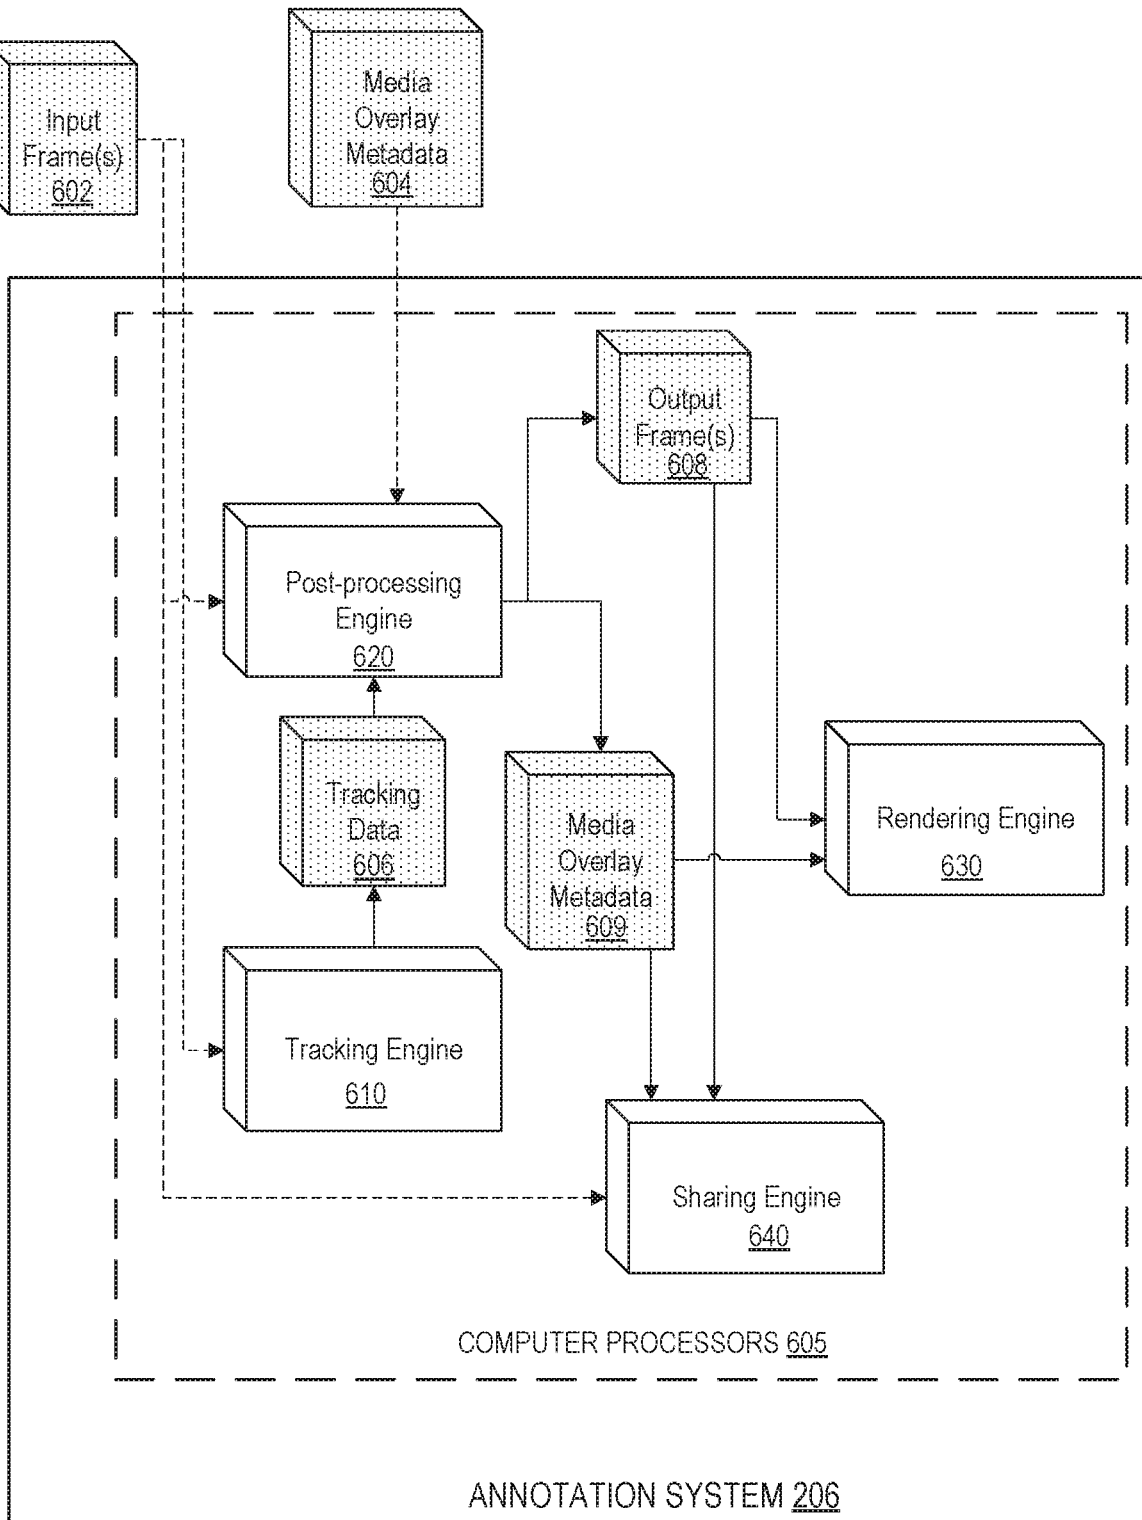 Input
Frame(s)
602
Media
Overlay
Metadata
604
Output
Frame(s)
608
Post-processing
Engine
620
Tracking
Data
606
Media
Overlay
Metadata
609
Rendering Engine
630
Tracking Engine
610
Sharing Engine
640
COMPUTER PROCESSORS 605
ANNOTATION SYSTEM 206